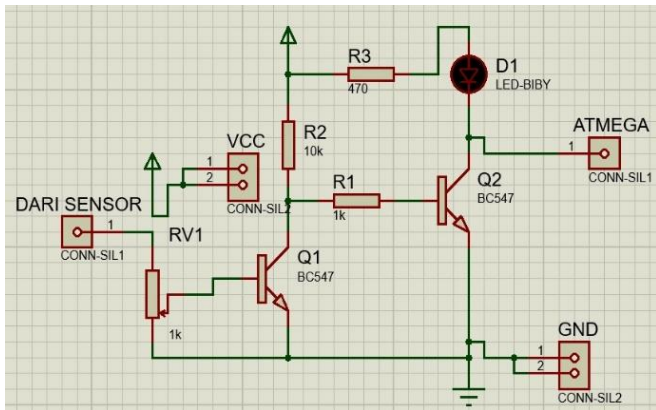 R3
470
D1
LED-BIBY
VCC
1
2
CONN-SIL2
R2
10k
ATMEGA
1
CONN-SIL1
DARI SENSOR
1
CONN-SIL1
RV1
1k
R1
1k
Q2
BC547
Q1
BC547
GND
1
2
CONN-SIL2